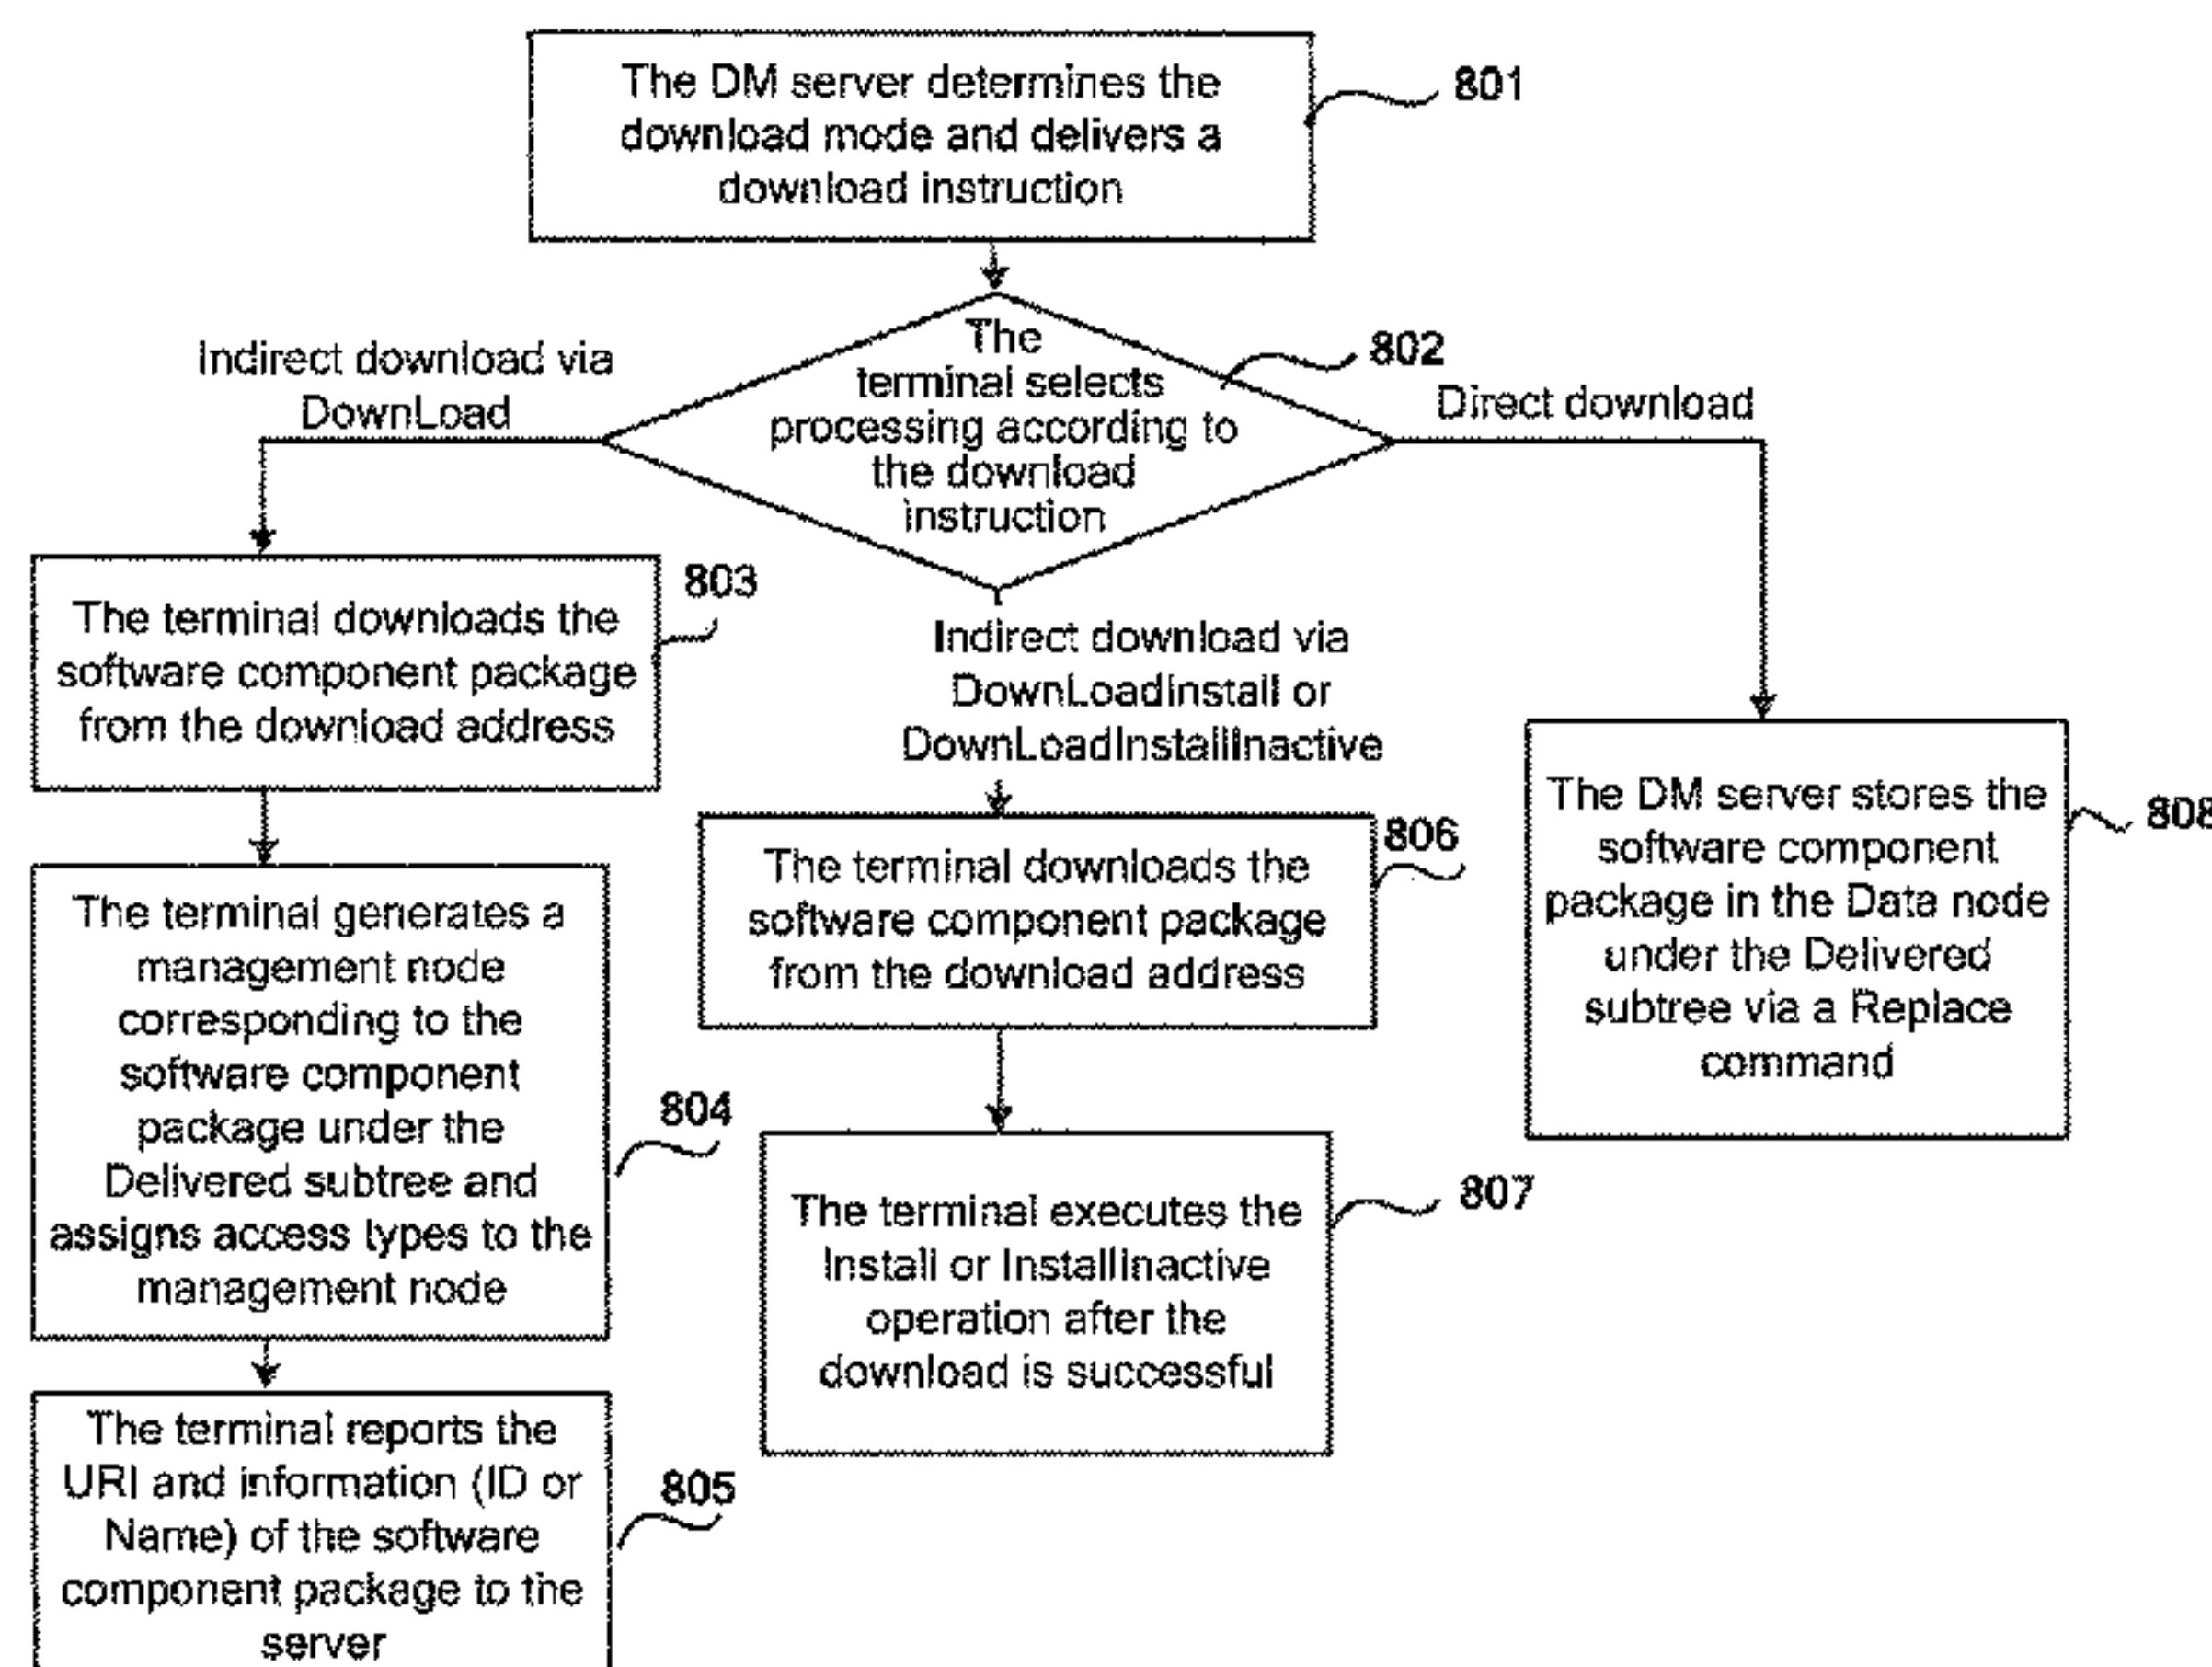 The DM server determines the
download mode and delivers a
download instruction
801
The
terminal selects
processing according to
the download
instruction
802
Indirect download via
DownLoad
Direct download
Indirect download via
DownLoadInstall or
DownLoadInstallInactive
The terminal downloads the
software component package
from the download address
803
The terminal generates a
management node
corresponding to the
software component
package under the
Delivered subtree and
assigns access types to the
management node
804
The terminal reports the
URI and information (ID or
Name) of the software
component package to the
server
805
The terminal downloads the
software component package
from the download address
806
The terminal executes the
Install or InstallInactive
operation after the
download is successful
807
The DM server stores the
software component
package in the Data node
under the Delivered
subtree via a Replace
command
808